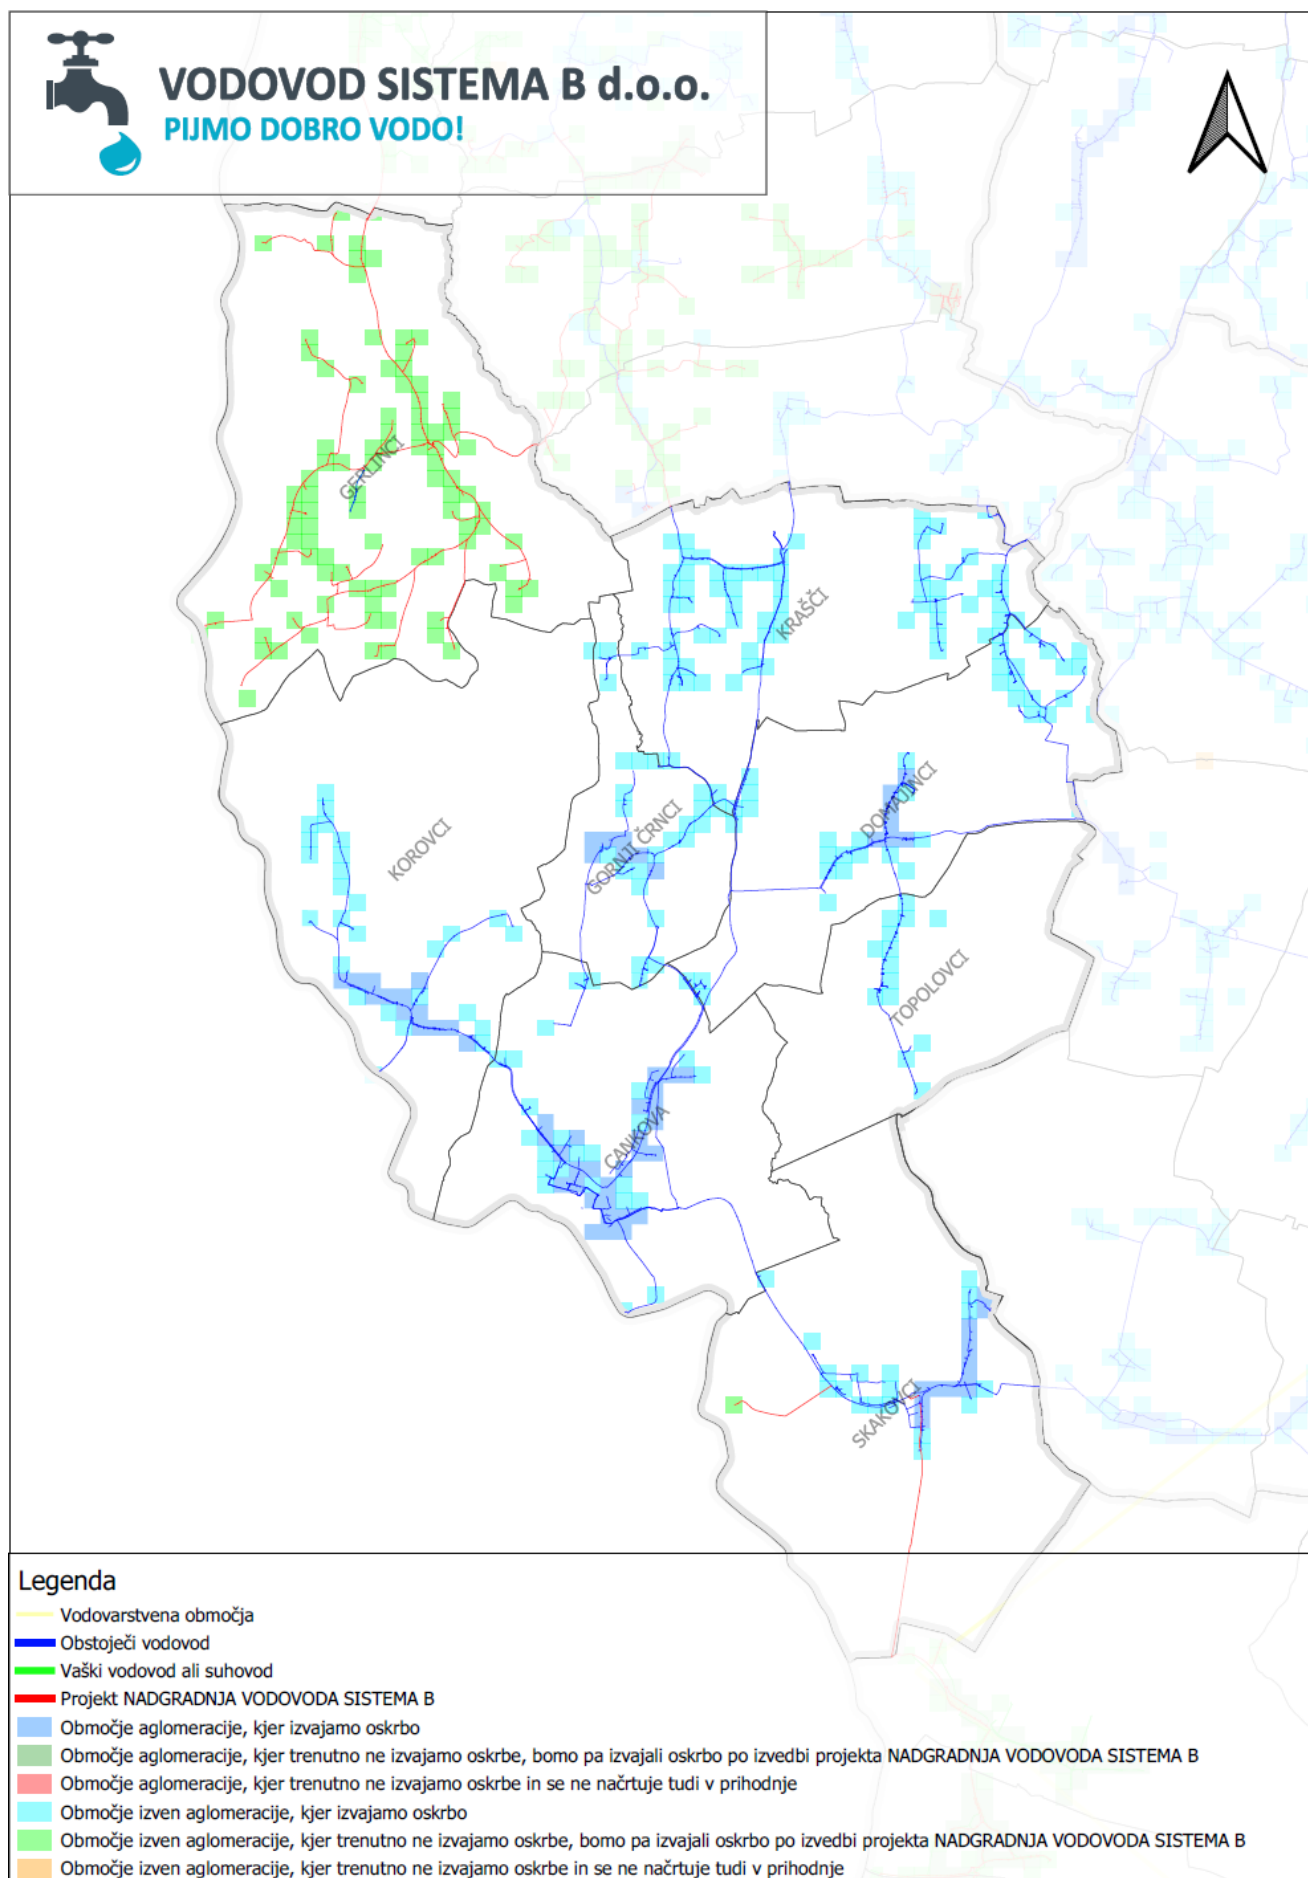 VODOVOD SISTEMA B d.o.o.
PIJMO DOBRO VODO!
GERLINCI
KRAŠČI
KOROVCI
GORNJI ČRNCI
DOMAJINCI
TOPOLOVCI
CANKOVA
SKAKOVCI
Legenda
Vodovarstvena območja
Obstoječi vodovod
Vaški vodovod ali suhovod
Projekt NADGRADNJA VODOVODA SISTEMA B
Območje aglomeracije, kjer izvajamo oskrbo
Območje aglomeracije, kjer trenutno ne izvajamo oskrbe, bomo pa izvajali oskrbo po izvedbi projekta NADGRADNJA VODOVODA SISTEMA B
Območje aglomeracije, kjer trenutno ne izvajamo oskrbe in se ne načrtuje tudi v prihodnje
Območje izven aglomeracije, kjer izvajamo oskrbo
Območje izven aglomeracije, kjer trenutno ne izvajamo oskrbe, bomo pa izvajali oskrbo po izvedbi projekta NADGRADNJA VODOVODA SISTEMA B
Območje izven aglomeracije, kjer trenutno ne izvajamo oskrbe in se ne načrtuje tudi v prihodnje